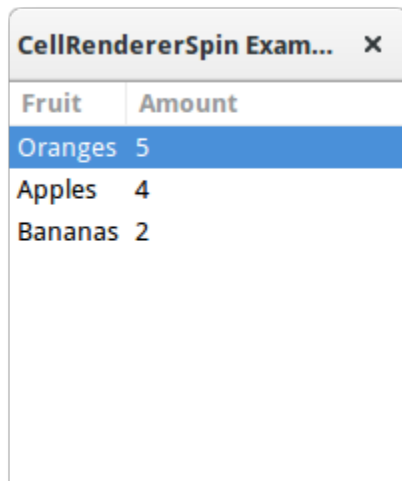 CellRendererSpin Exam...
Fruit Amount
Oranges 5
Apples 4
Bananas 2